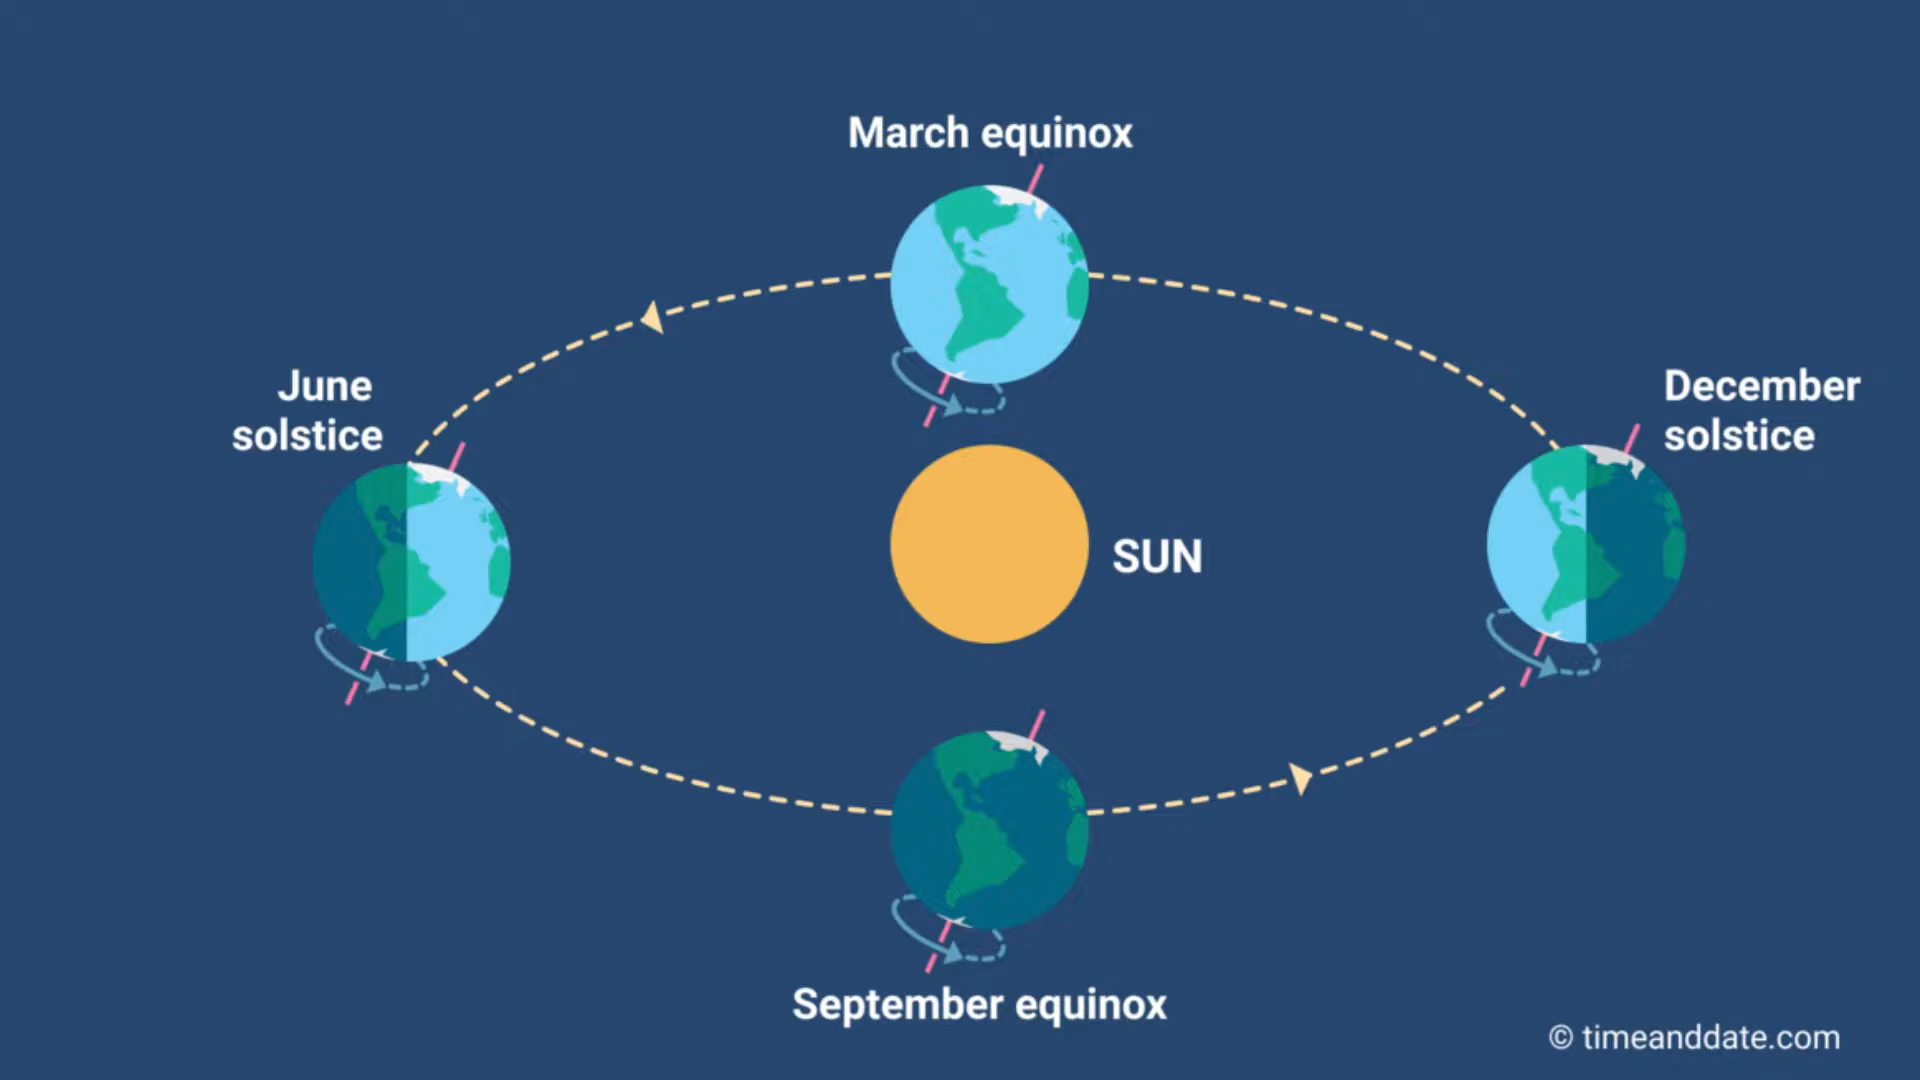 March equinox
June
solstice
December
solstice
SUN
September equinox
© timeanddate.com